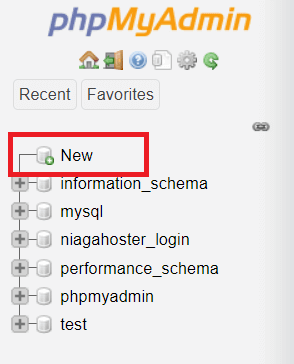 phpMyAdmin
Recent Favorites
New
information_schema
mysql
niagahoster_login
performance_schema
phpmyadmin
test